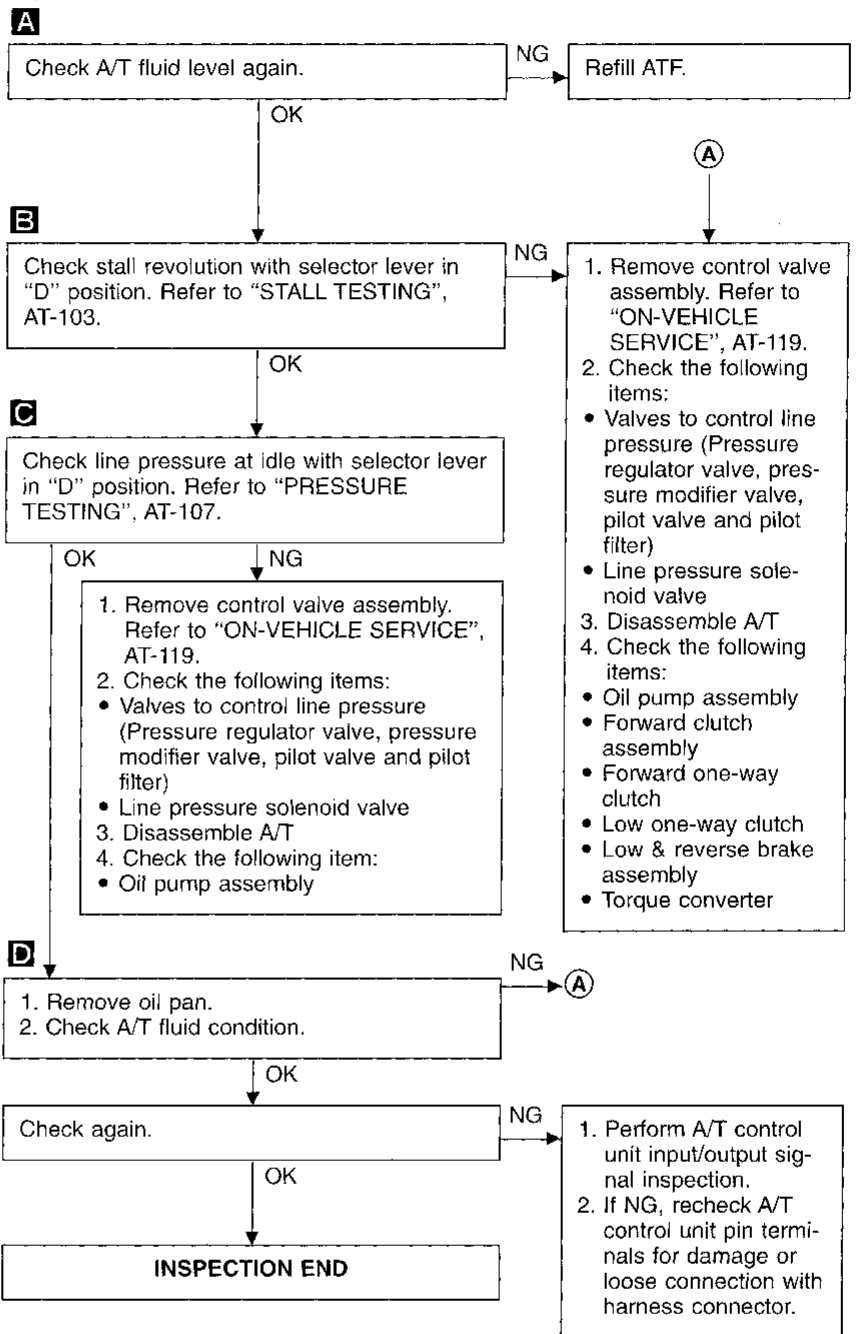 A
Check A/T fluid level again.
NG
Refill ATF.
OK
A
B
Check stall revolution with selector lever in
"D" position. Refer to "STALL TESTING",
AT-103.
NG
1. Remove control valve
assembly. Refer to
"ON-VEHICLE
SERVICE", AT-119.
2. Check the following
items:
• Valves to control line
pressure (Pressure
regulator valve, pres-
sure modifier valve,
pilot valve and pilot
filter)
• Line pressure sole-
noid valve
3. Disassemble A/T
4. Check the following
items:
• Oil pump assembly
• Forward clutch
assembly
• Forward one-way
clutch
• Low one-way clutch
• Low & reverse brake
assembly
• Torque converter
OK
C
Check line pressure at idle with selector lever
in "D" position. Refer to "PRESSURE
TESTING", AT-107.
OK
NG
1. Remove control valve assembly.
Refer to "ON-VEHICLE SERVICE",
AT-119.
2. Check the following items:
• Valves to control line pressure
(Pressure regulator valve, pressure
modifier valve, pilot valve and pilot
filter)
• Line pressure solenoid valve
3. Disassemble A/T
4. Check the following item:
• Oil pump assembly
D
1. Remove oil pan.
2. Check A/T fluid condition.
NG
A
OK
Check again.
NG
1. Perform A/T control
unit input/output sig-
nal inspection.
2. If NG, recheck A/T
control unit pin termi-
nals for damage or
loose connection with
harness connector.
OK
INSPECTION END